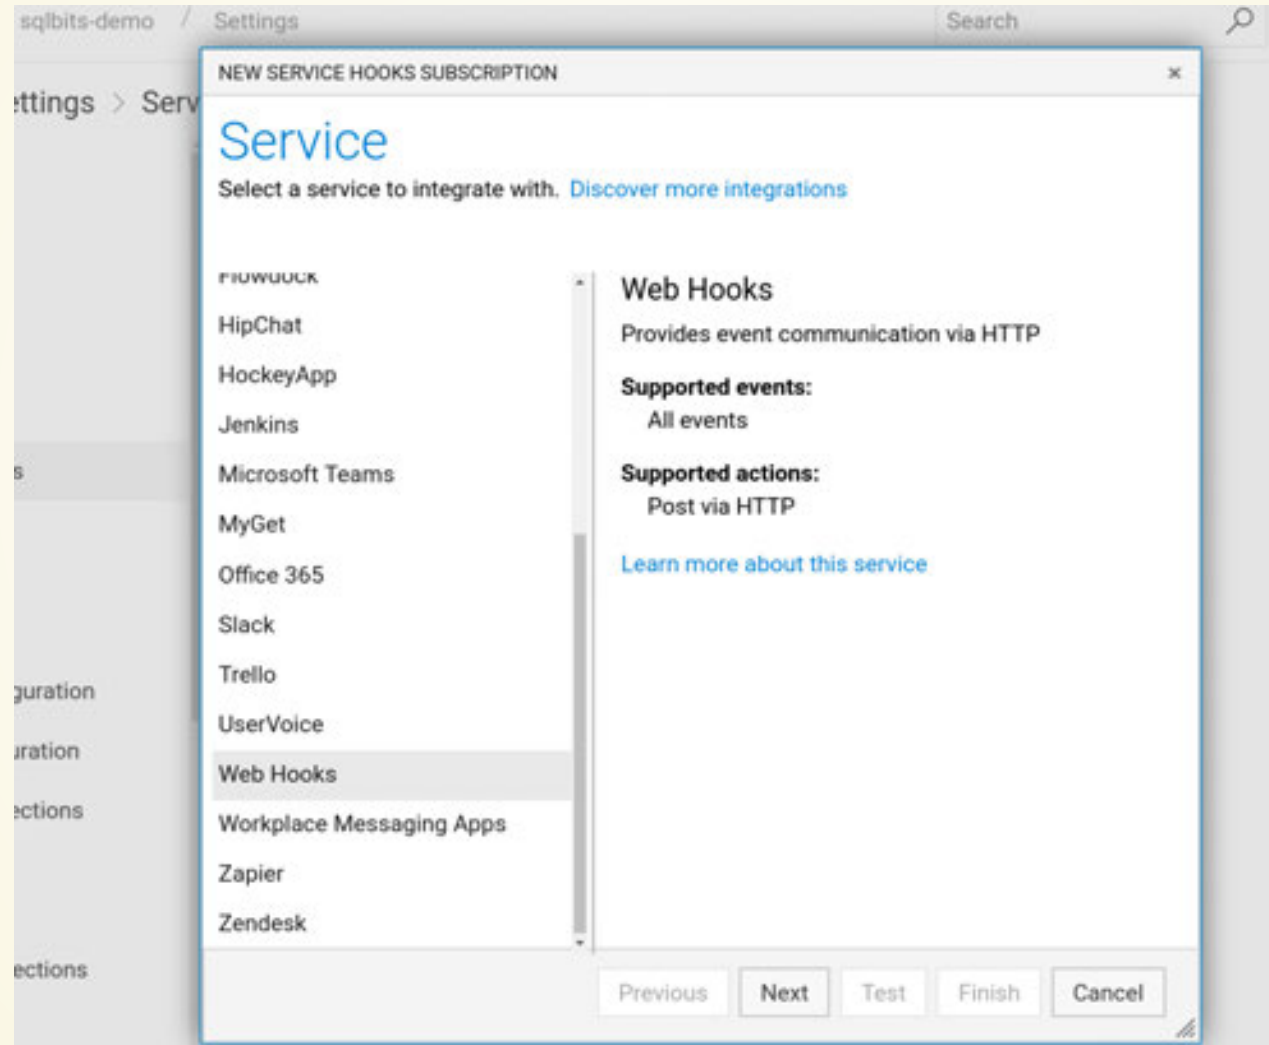 sqlbits-demo / Settings
Search
ettings > Serv
NEW SERVICE HOOKS SUBSCRIPTION
×
Service
Select a service to integrate with. Discover more integrations
Flowdock
HipChat
HockeyApp
Jenkins
Microsoft Teams
MyGet
Office 365
Slack
Trello
UserVoice
Web Hooks
Workplace Messaging Apps
Zapier
Zendesk
Web Hooks
Provides event communication via HTTP
Supported events:
All events
Supported actions:
Post via HTTP
Learn more about this service
s
guration
uration
ections
ections
Previous
Next
Test
Finish
Cancel